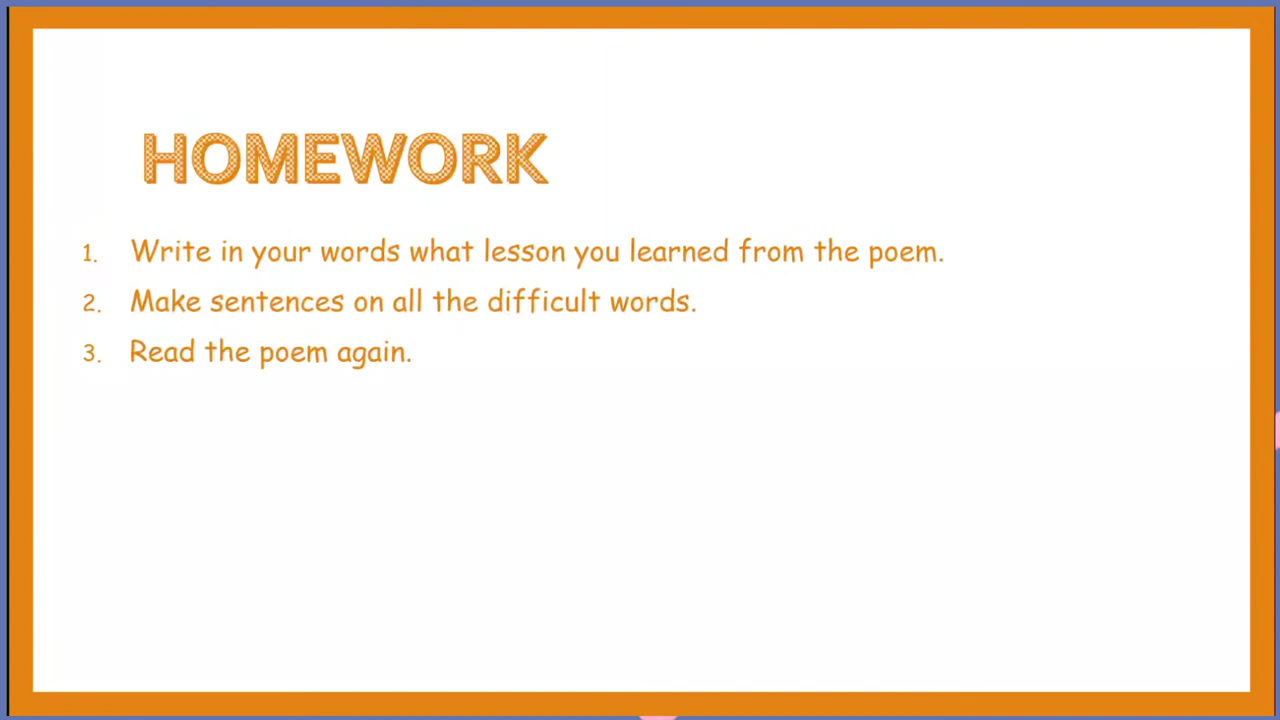 HOMEWORK
1. Write in your words what lesson you learned from the poem.
2. Make sentences on all the difficult words.
3. Read the poem again.